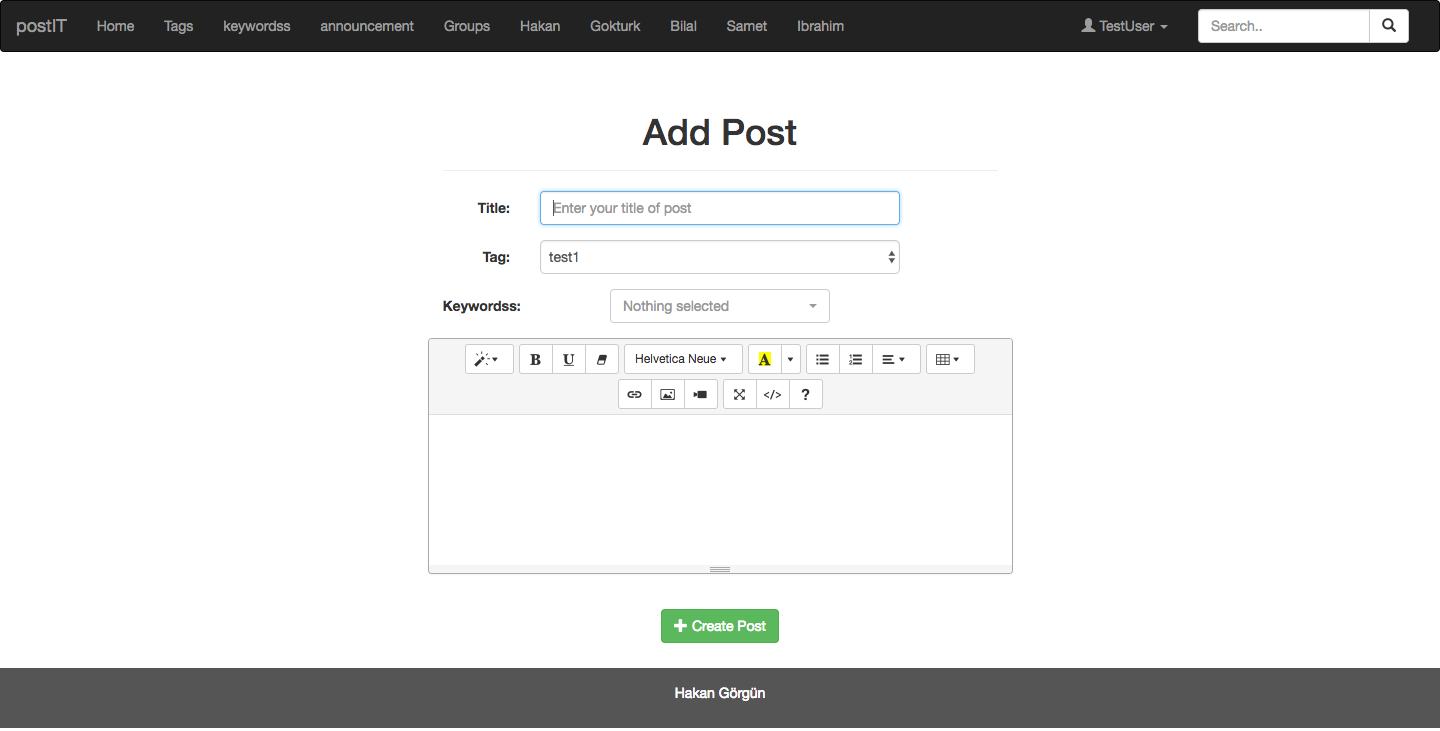 postIT Home Tags keywordss announcement Groups Hakan Gokturk Bilal Samet Ibrahim TestUser Search..
Add Post
Title: Enter your title of post
Tag: test1
Keywordss: Nothing selected
B U Helvetica Neue A
</> ?
Create Post
Hakan Görgün